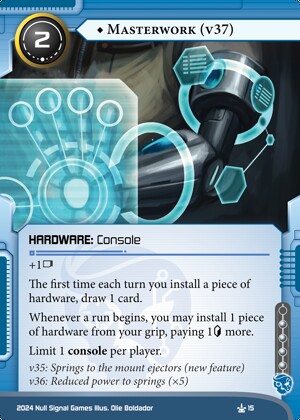 2
♦ Masterwork (v37)
HARDWARE: Console
+1
The first time each turn you install a piece of
hardware, draw 1 card.
Whenever a run begins, you may install 1 piece
of hardware from your grip, paying 1 more.
Limit 1 console per player.
v35: Springs to the mount ejectors (new feature)
v36: Reduced power to springs (×5)
2024 Null Signal Games Illus. Olie Boldador
15